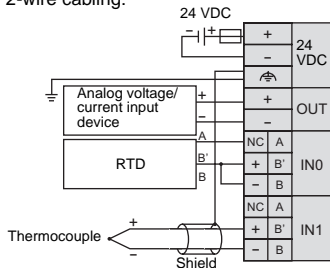 2-wire cabling:
24 VDC
− +
+
−
24
VDC
Analog voltage/
current input
device
+
−
+
−
OUT
RTD
A
B'
B
NC A
+ B'
− B
IN0
Thermocouple
+
−
Shield
NC A
+ B'
− B
IN1